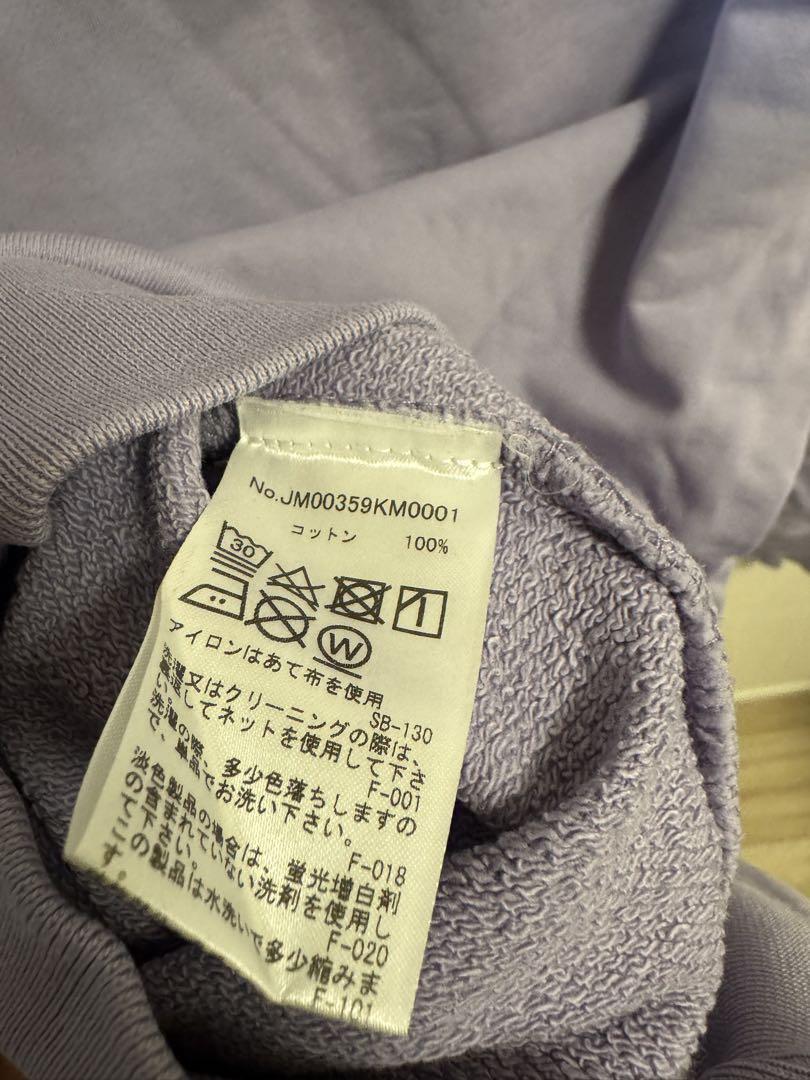 No.JM00359KM0001
コットン 100%
30
W
アイロンはあて布を使用
SB-130
洗濯又はクリーニングの際は、
裏返してネットを使用して下さ
い。
F-001
洗濯の際、多少色落ちしますの
で、単品でお洗い下さい。
F-018
淡色製品の場合は、蛍光増白剤
の含まれていない洗剤を使用し
て下さい。
F-020
この製品は水洗いで多少縮みま
す。
F-101